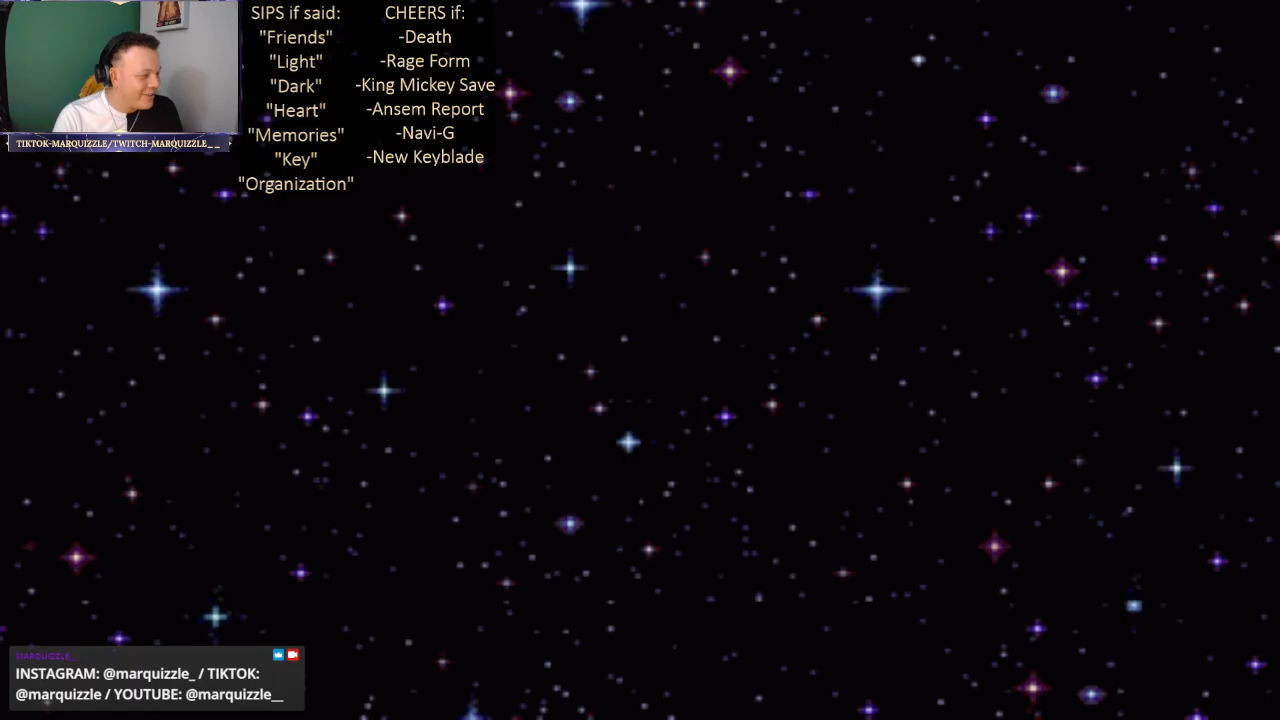 SIPS if said:
"Friends"
"Light"
"Dark"
"Heart"
"Memories"
"Key"
"Organization"
CHEERS if:
-Death
-Rage Form
-King Mickey Save
-Ansem Report
-Navi-G
-New Keyblade
TIKTOK-MARQUIZZLE/TWITCH-MARQUIZZLE__
MARQUIZZLE_
INSTAGRAM: @marquizzle_ / TIKTOK:
@marquizzle / YOUTUBE: @marquizzle__